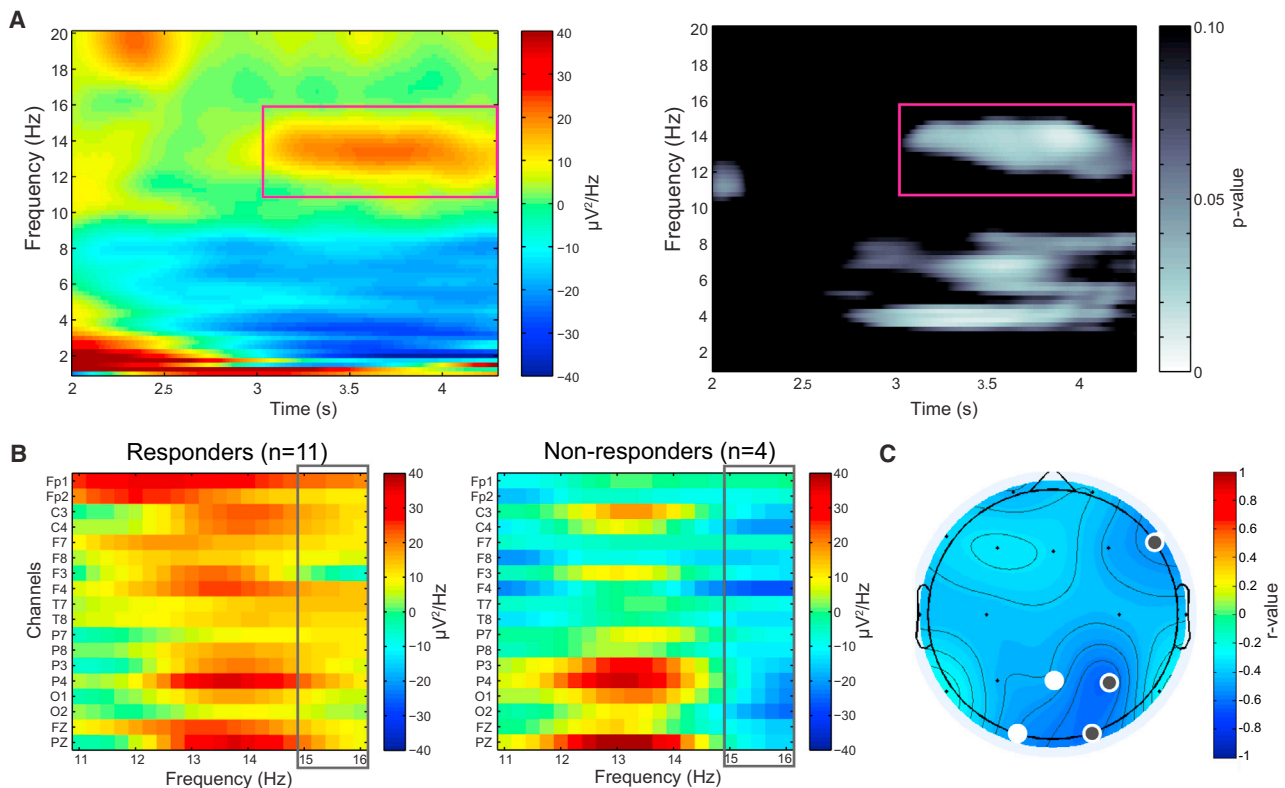 A
20
18
16
14
12
10
8
6
4
2
Frequency (Hz)
2
2.5
3
3.5
4
Time (s)
40
30
20
10
0
−10
−20
−30
−40
µV²/Hz
20
18
16
14
12
10
8
6
4
2
Frequency (Hz)
2
2.5
3
3.5
4
Time (s)
0.10
0.05
0
p-value
B
Responders (n=11)
Channels
Fp1
Fp2
C3
C4
F7
F8
F3
F4
T7
T8
P7
P8
P3
P4
O1
O2
FZ
PZ
11 12 13 14 15 16
Frequency (Hz)
40
30
20
10
0
−10
−20
−30
−40
µV²/Hz
Non-responders (n=4)
Fp1
Fp2
C3
C4
F7
F8
F3
F4
T7
T8
P7
P8
P3
P4
O1
O2
FZ
PZ
11 12 13 14 15 16
Frequency (Hz)
40
30
20
10
0
−10
−20
−30
−40
µV²/Hz
C
1
0.8
0.6
0.4
0.2
0
-0.2
-0.4
-0.6
-0.8
-1
r-value